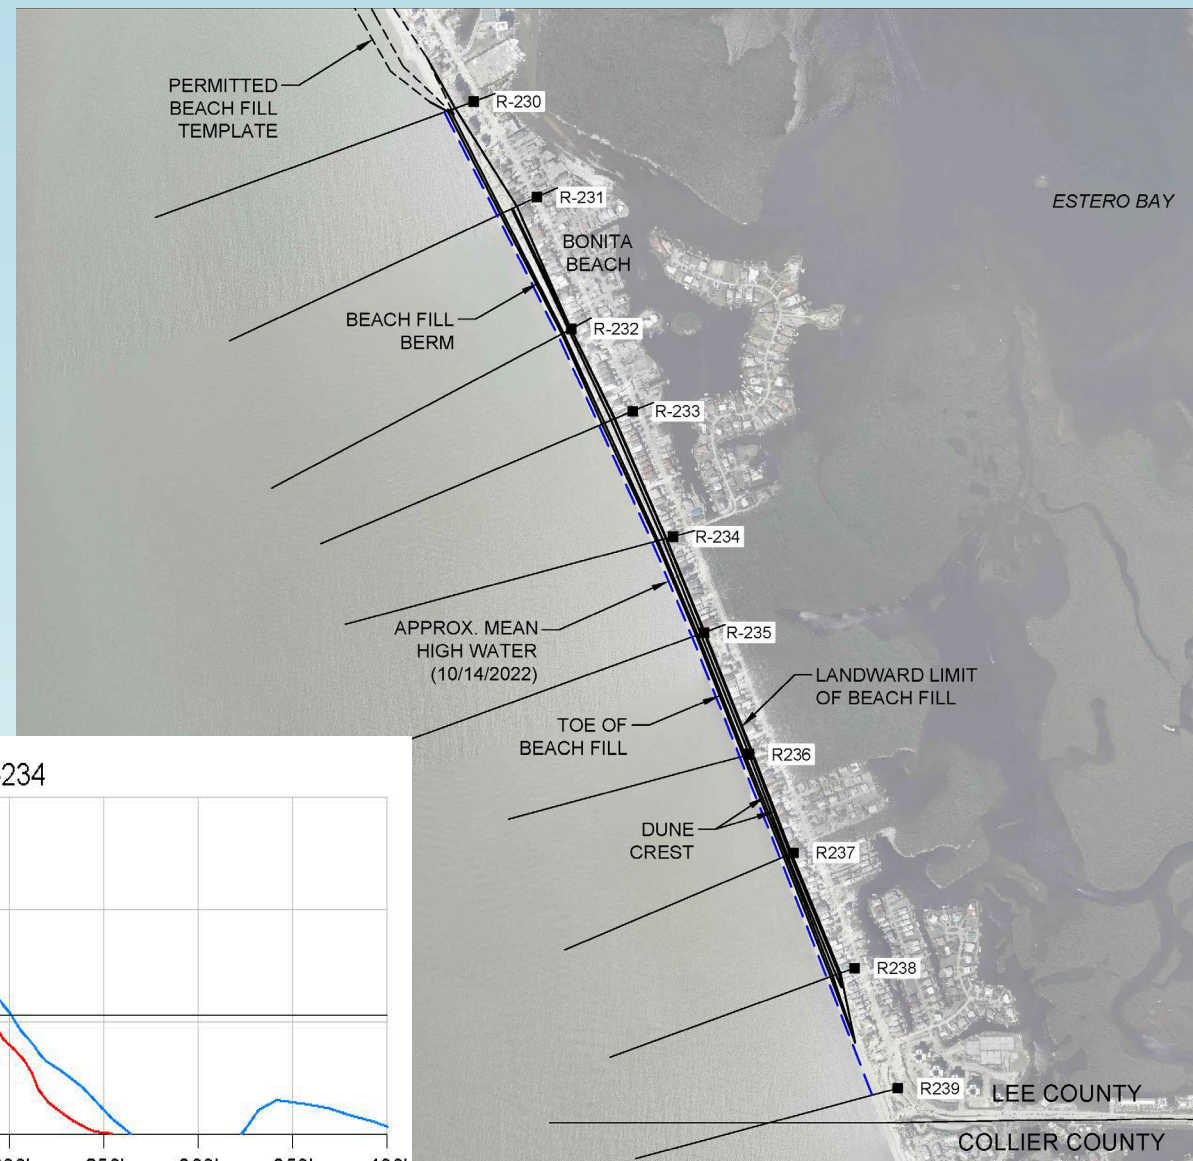 PERMITTED
BEACH FILL
TEMPLATE
R-230
R-231
ESTERO BAY
BONITA
BEACH
BEACH FILL
BERM
R-232
R-233
R-234
APPROX. MEAN
HIGH WATER
(10/14/2022)
R-235
LANDWARD LIMIT
OF BEACH FILL
TOE OF
BEACH FILL
R236
DUNE
CREST
R237
R238
R239
LEE COUNTY
COLLIER COUNTY
-234